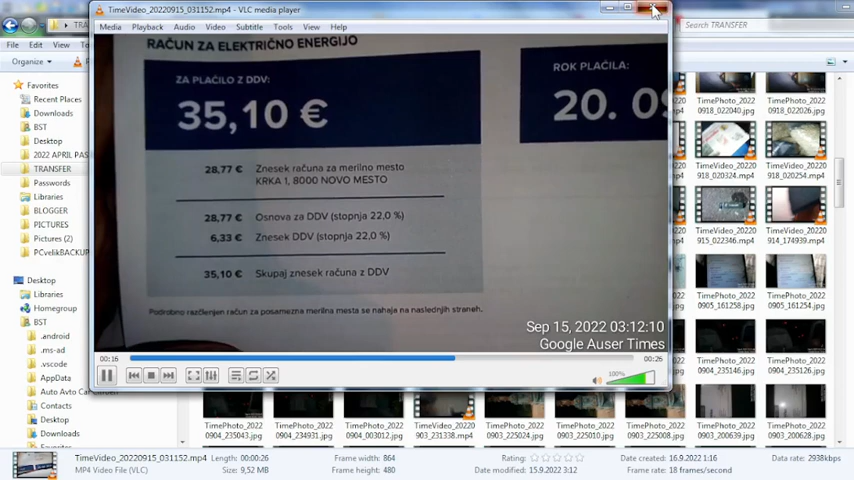 TimeVideo_20220915_031152.mp4 - VLC media player
Media Playback Audio Video Subtitle Tools View Help
File Edit
Organize
TRA
RAČUN ZA ELEKTRIČNO ENERGIJO
ZA PLAČILO Z DDV:
35,10 €
ROK PLAČILA:
20. 09
28,77 € Znesek računa za merilno mesto
KRKA 1, 8000 NOVO MESTO
28,77 € Osnova za DDV (stopnja 22,0 %)
6,33 € Znesek DDV (stopnja 22,0 %)
35,10 € Skupaj znesek računa z DDV
Podrobno razčlenjen račun za posamezna merilna mesta se nahaja na naslednjih straneh.
Sep 15, 2022 03:12:10
Google Auser Times
00:16
00:26
100%
Favorites
Recent Places
Downloads
BST
Desktop
2022 APRIL PAS
TRANSFER
Passwords
Libraries
BLOGGER
PICTURES
Pictures (2)
PCvelikBACKUP
Desktop
Libraries
Homegroup
BST
.android
.ms-ad
.vscode
AppData
Auto Avto Car
Contacts
Desktop
Downloads
TimePhoto_2022
0918_022040.jpg
TimePhoto_2022
0918_022026.jpg
TimeVideo_2022
0918_020324.mp4
TimeVideo_2022
0918_020254.mp4
TimeVideo_2022
0915_022346.mp4
TimeVideo_2022
0914_174939.mp4
TimePhoto_2022
0905_161258.jpg
TimePhoto_2022
0905_161254.jpg
TimePhoto_2022
0904_235146.jpg
TimePhoto_2022
0904_235126.jpg
TimePhoto_2022
0904_235043.jpg
TimePhoto_2022
0904_234931.jpg
TimePhoto_2022
0904_003012.jpg
TimeVideo_2022
0903_231338.mp4
TimePhoto_2022
0903_225024.jpg
TimePhoto_2022
0903_225010.jpg
TimePhoto_2022
0903_225008.jpg
TimePhoto_2022
0903_200639.jpg
TimePhoto_2022
0903_200628.jpg
TimeVideo_20220915_031152.mp4
MP4 Video File (VLC)
Length: 00:00:26
Size: 9,52 MB
Frame width: 864
Frame height: 480
Rating:
Date modified: 15.9.2022 3:12
Date created: 16.9.2022 1:16
Frame rate: 18 frames/second
Data rate: 2938kbps